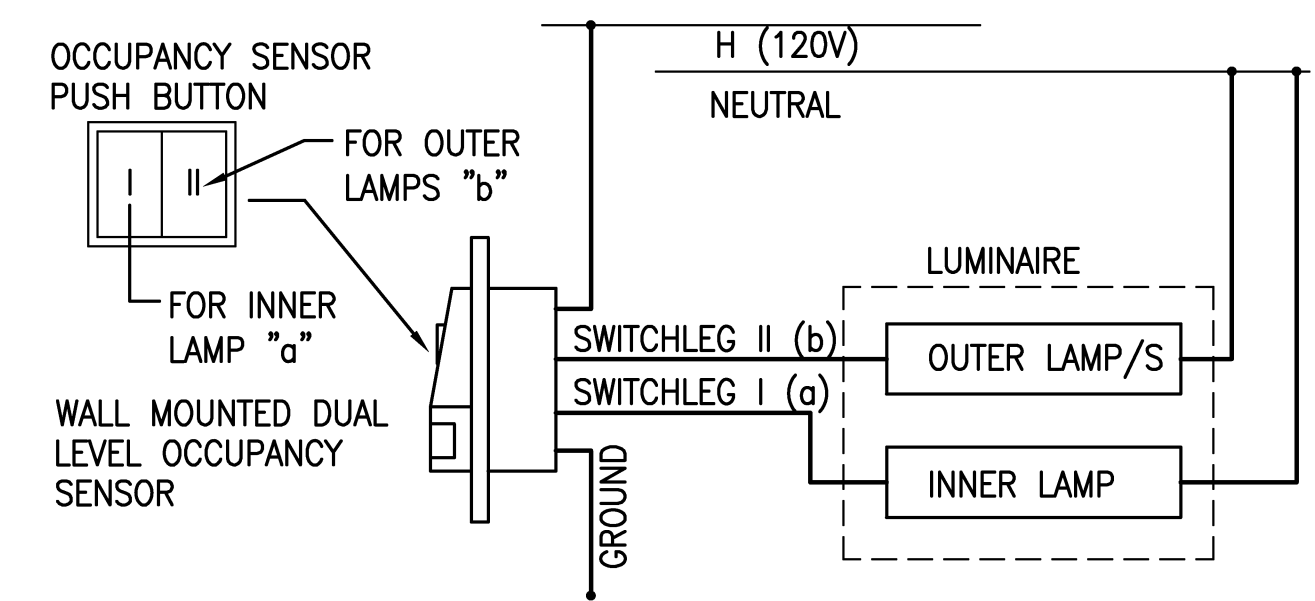 H (120V)
NEUTRAL
OCCUPANCY SENSOR
PUSH BUTTON
I
II
FOR OUTER
LAMPS "b"
FOR INNER
LAMP "a"
WALL MOUNTED DUAL
LEVEL OCCUPANCY
SENSOR
SWITCHLEG II (b)
SWITCHLEG I (a)
GROUND
LUMINAIRE
OUTER LAMP/S
INNER LAMP